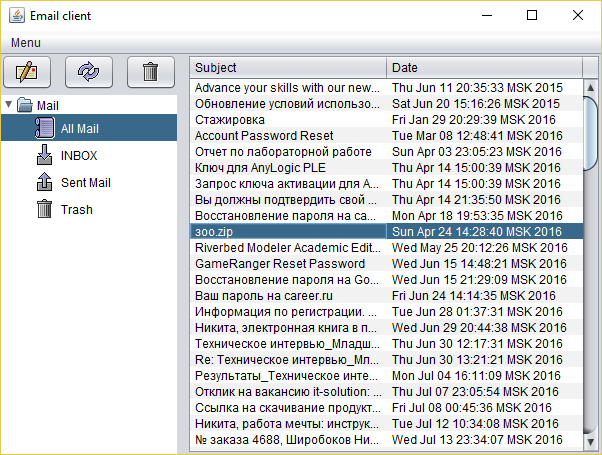 Email client
Menu
Subject Date
Mail
All Mail
INBOX
Sent Mail
Trash
Advance your skills with our new... Thu Jun 11 20:35:33 MSK 2015
Обновление условий использо... Sat Jun 20 15:16:26 MSK 2015
Стажировка Fri Jan 29 20:29:39 MSK 2016
Account Password Reset Tue Mar 08 12:48:41 MSK 2016
Отчет по лабораторной работе Sun Apr 03 23:05:23 MSK 2016
Ключ для AnyLogic PLE Thu Apr 14 15:00:39 MSK 2016
Запрос ключа активации для A... Thu Apr 14 15:00:39 MSK 2016
Вы должны подтвердить свой ... Thu Apr 14 21:35:50 MSK 2016
Восстановление пароля на са... Mon Apr 18 19:53:35 MSK 2016
зоо.zip Sun Apr 24 14:28:40 MSK 2016
Riverbed Modeler Academic Edit... Wed May 25 20:12:26 MSK 2016
GameRanger Reset Password Wed Jun 15 14:48:21 MSK 2016
Восстановление пароля на Go... Wed Jun 15 21:29:09 MSK 2016
Ваш пароль на career.ru Fri Jun 24 14:14:35 MSK 2016
Информация по регистрации. ... Tue Jun 28 01:37:31 MSK 2016
Никита, электронная книга в п... Wed Jun 29 20:44:38 MSK 2016
Техническое интервью_Младш... Thu Jun 30 12:17:31 MSK 2016
Re: Техническое интервью_Мл... Thu Jun 30 13:21:21 MSK 2016
Результаты_Техническое инте... Mon Jul 04 16:11:09 MSK 2016
Отклик на вакансию it-solution: ... Thu Jul 07 23:05:54 MSK 2016
Ссылка на скачивание продукт... Fri Jul 08 00:45:36 MSK 2016
Никита, работа мечты: инструк... Tue Jul 12 10:34:08 MSK 2016
№ заказа 4688, Широбоков Ни... Wed Jul 13 23:34:07 MSK 2016